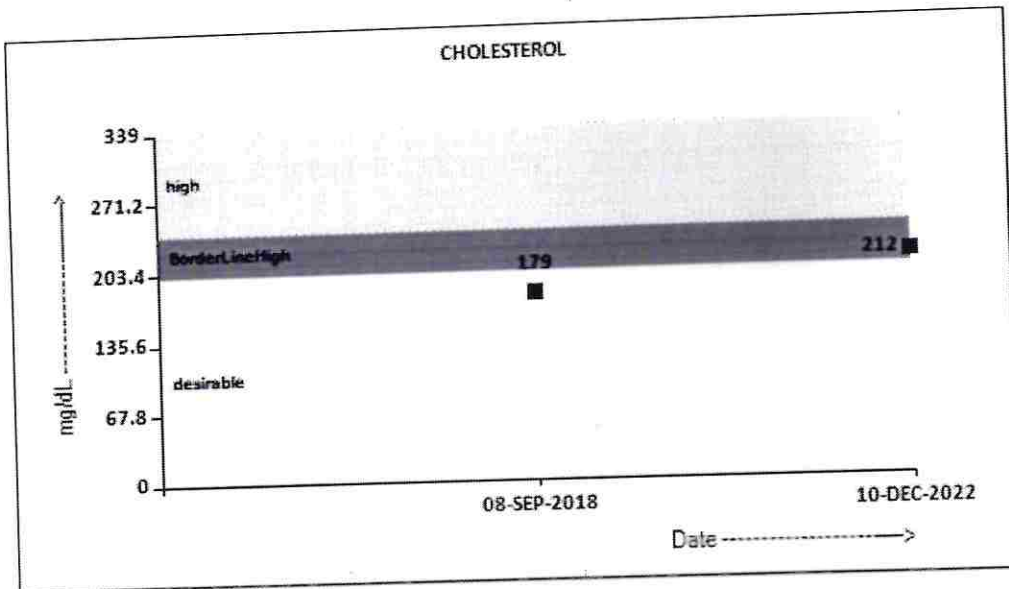 CHOLESTEROL
339
high
271.2
BorderLineHigh
179
212
203.4
135.6
desirable
67.8
0
mg/dL
08-SEP-2018
10-DEC-2022
Date